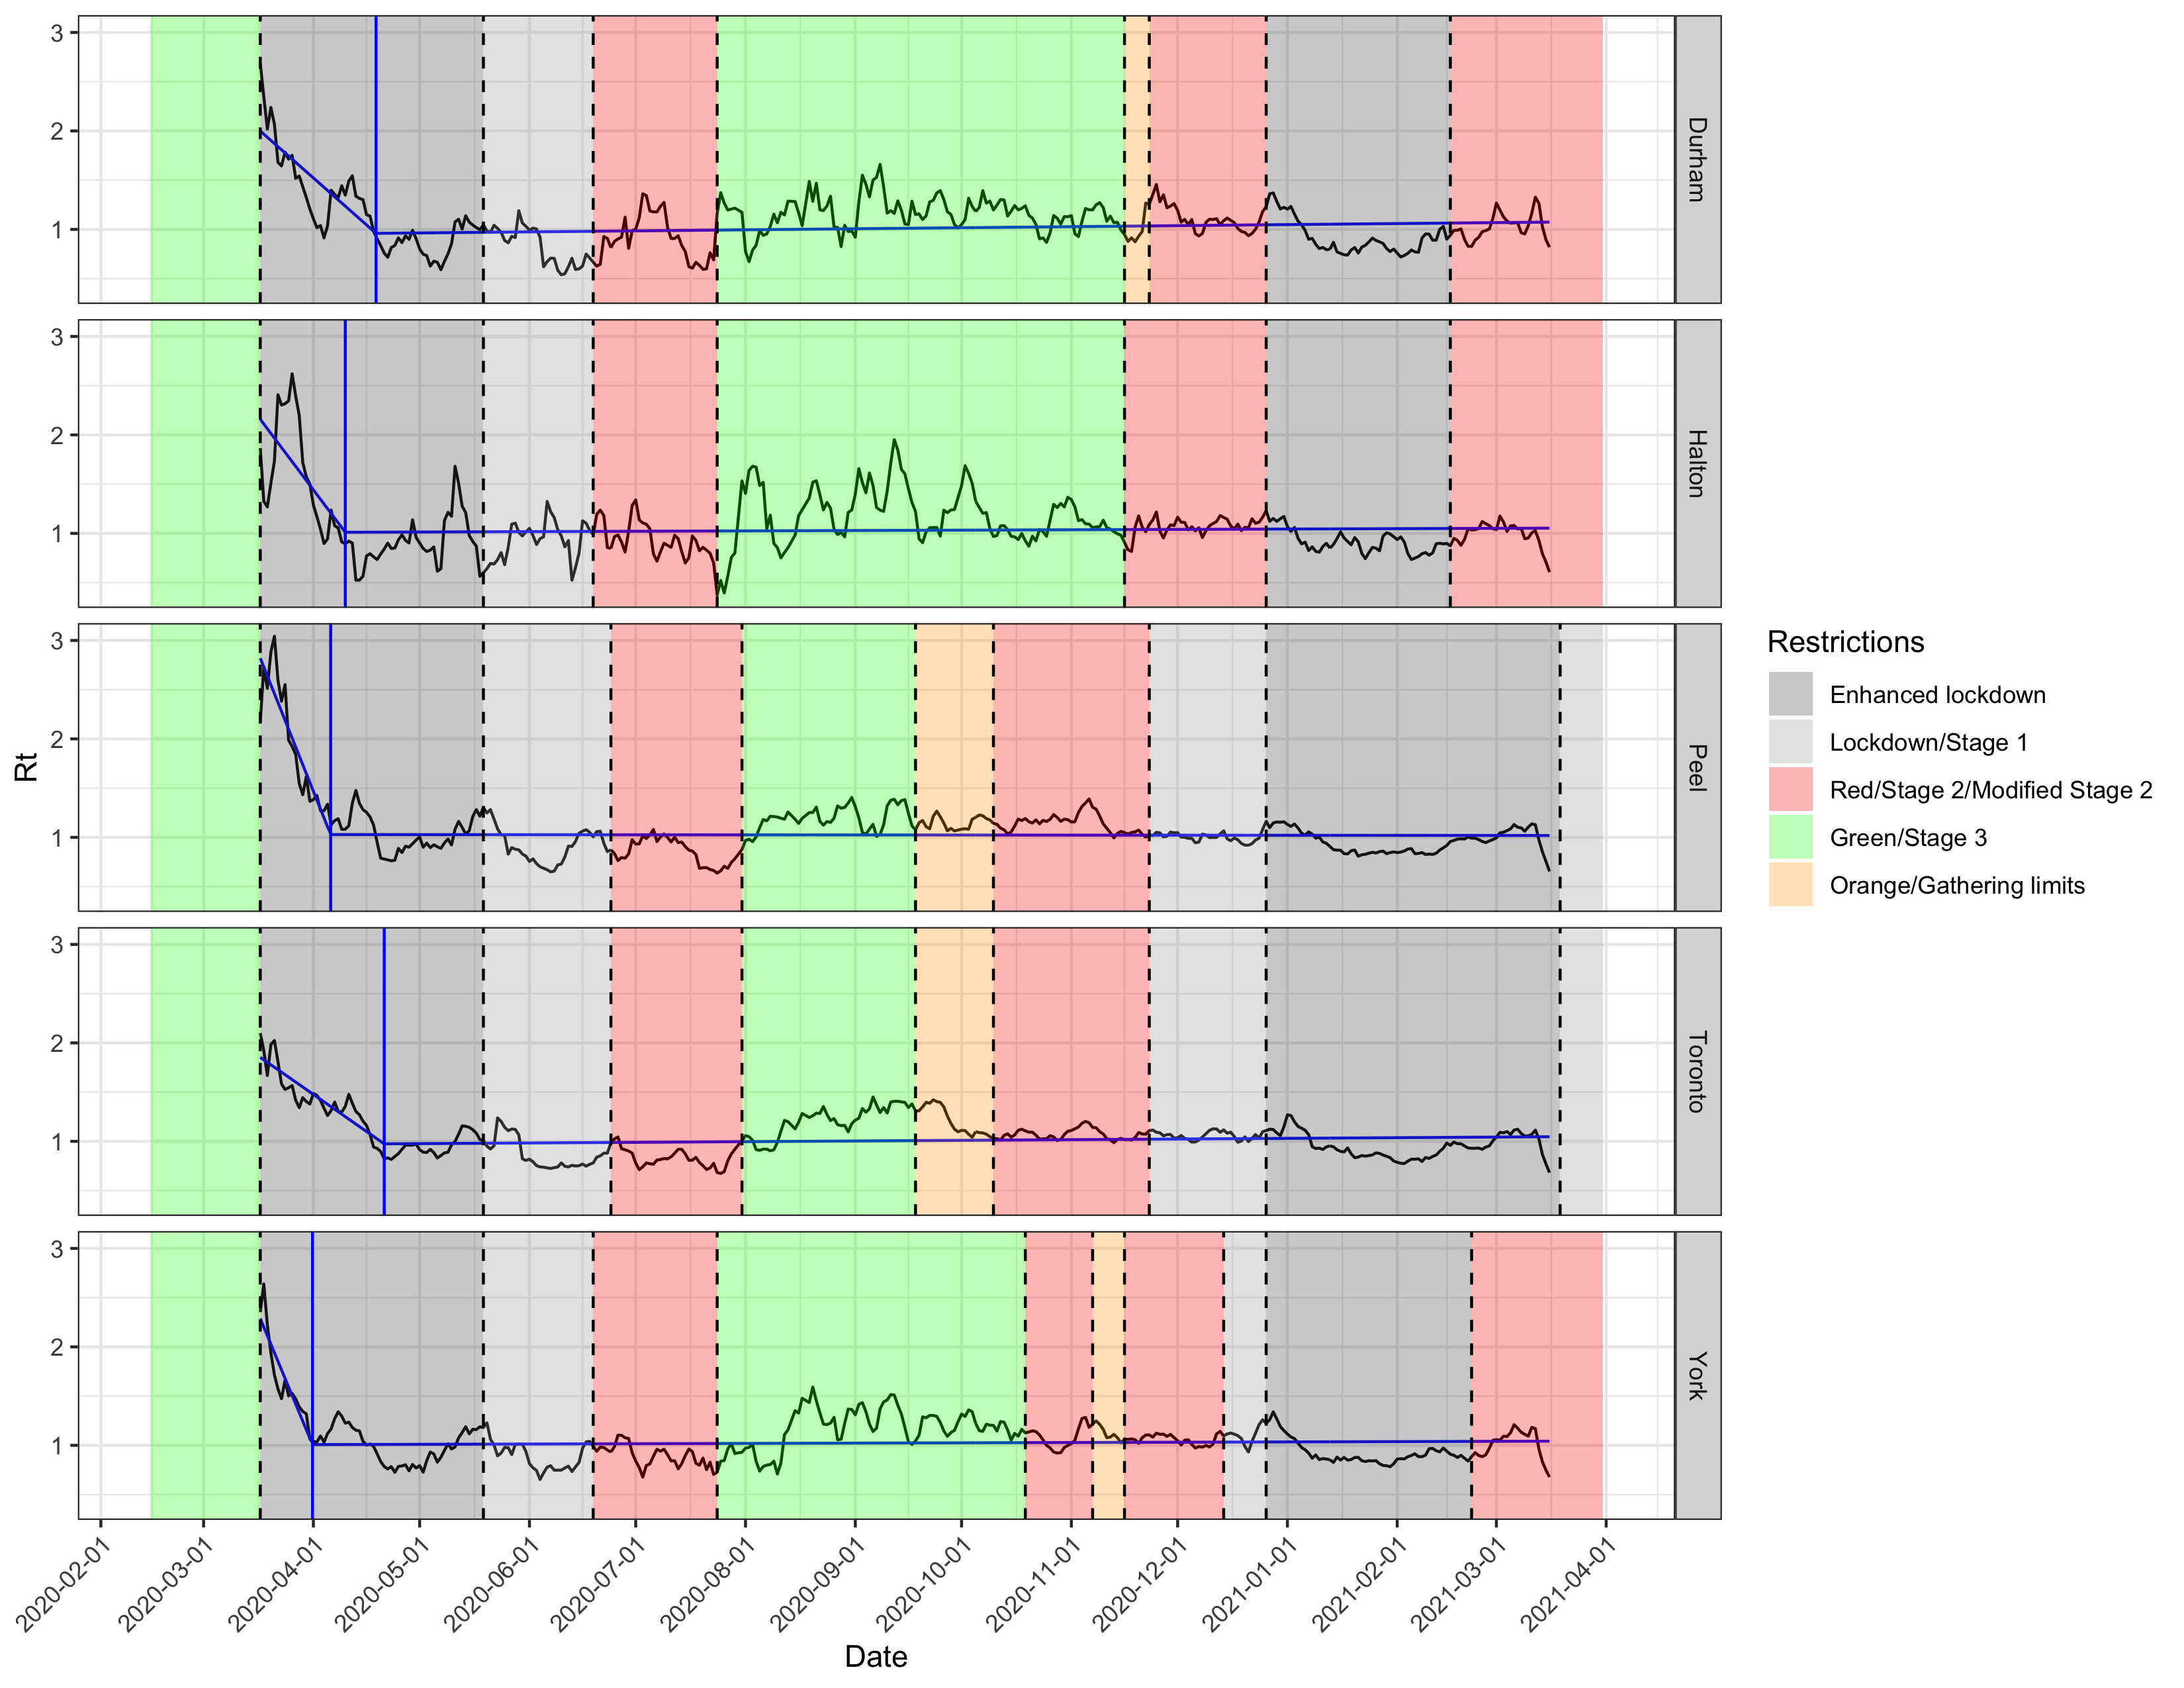 3
2
1
Durham
3
2
1
Halton
3
2
1
Peel
3
2
1
Toronto
3
2
1
York
Rt
2020-02-01
2020-03-01
2020-04-01
2020-05-01
2020-06-01
2020-07-01
2020-08-01
2020-09-01
2020-10-01
2020-11-01
2020-12-01
2021-01-01
2021-02-01
2021-03-01
2021-04-01
Date
Restrictions
Enhanced lockdown
Lockdown/Stage 1
Red/Stage 2/Modified Stage 2
Green/Stage 3
Orange/Gathering limits